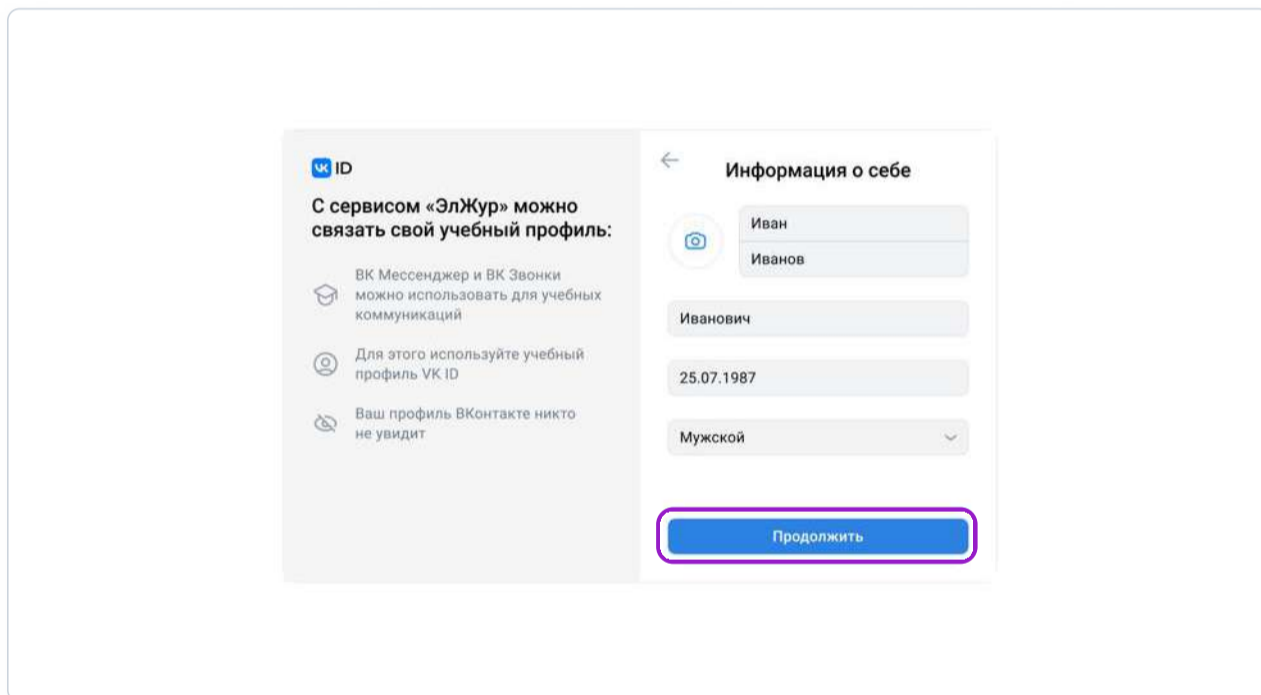 VK ID
С сервисом «ЭлЖур» можно
связать свой учебный профиль:
ВК Мессенджер и ВК Звонки
можно использовать для учебных
коммуникаций
Для этого используйте учебный
профиль VK ID
Ваш профиль ВКонтакте никто
не увидит
Информация о себе
Иван
Иванов
Иванович
25.07.1987
Мужской
Продолжить